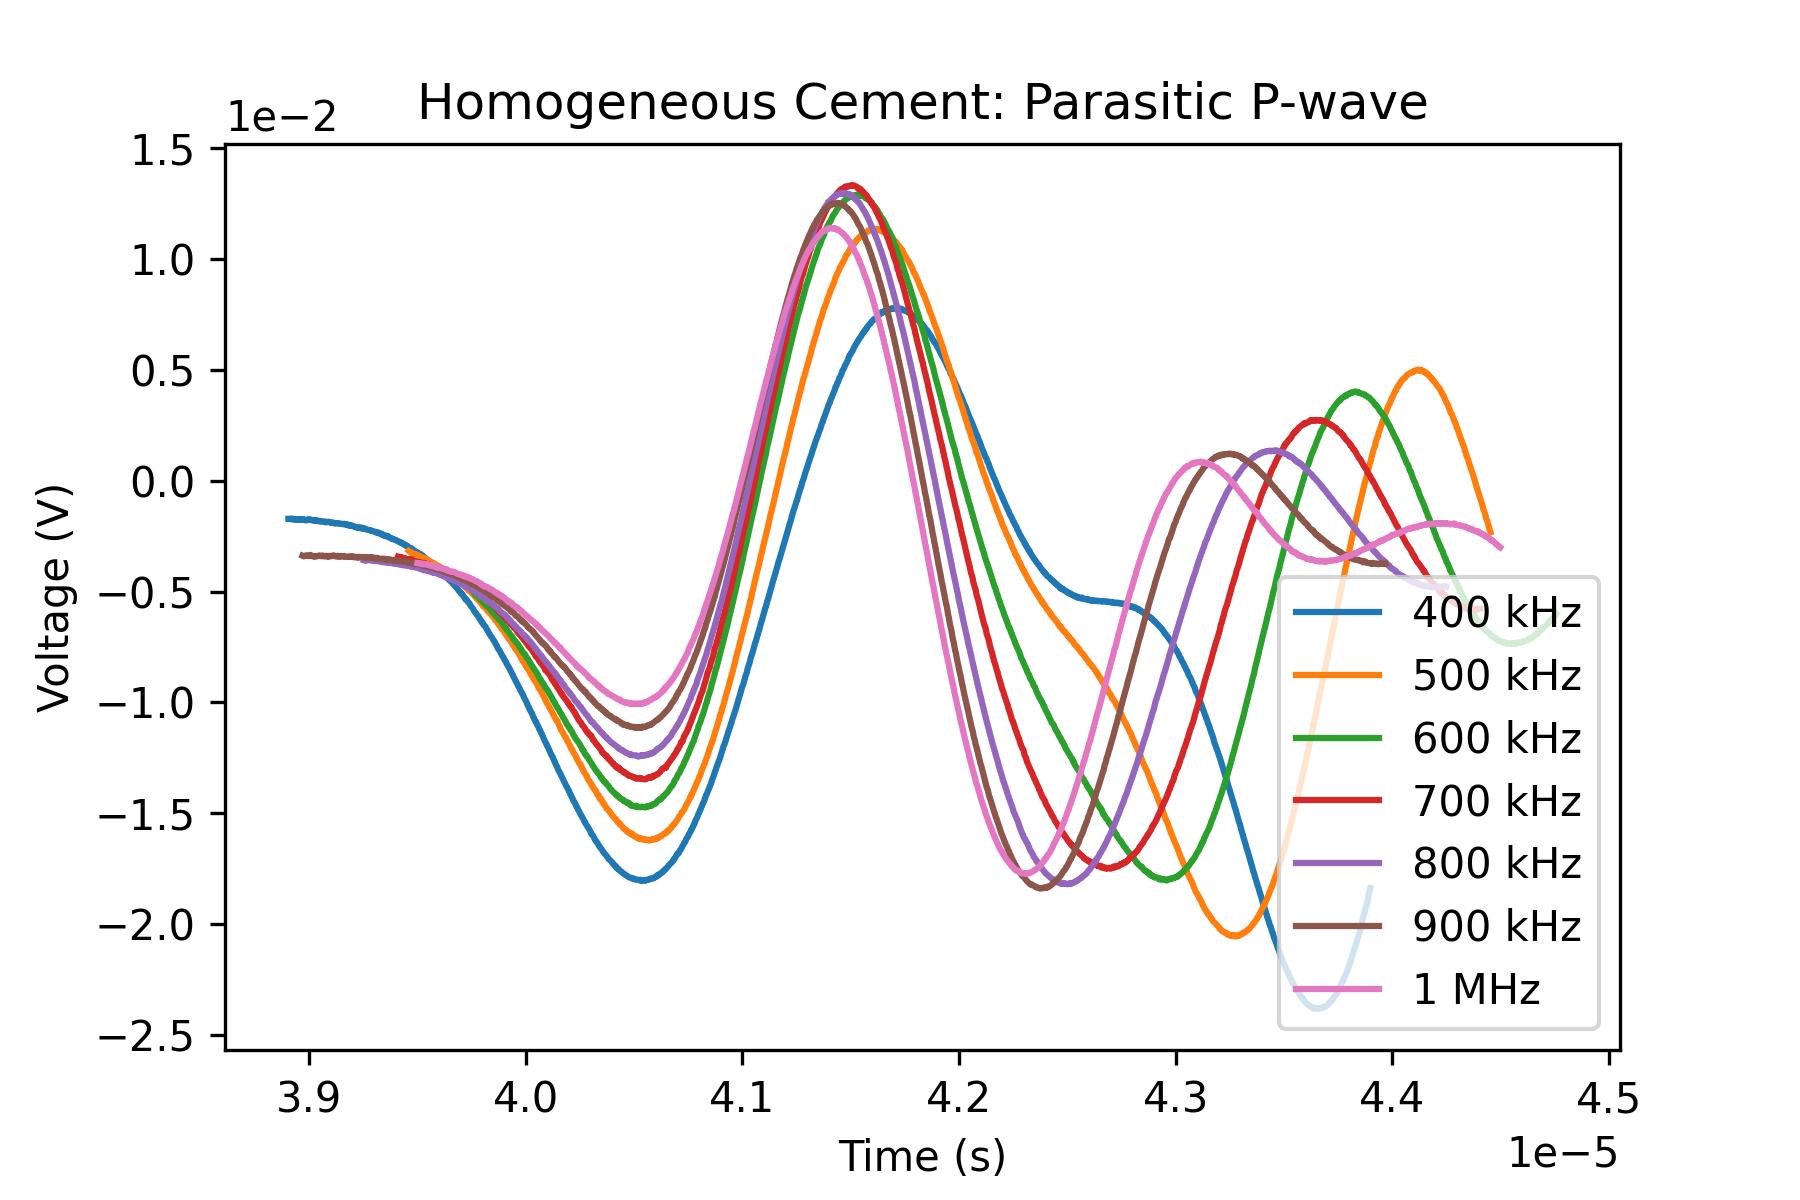 Homogeneous Cement: Parasitic P-wave
1e−2
1.5
1.0
0.5
0.0
−0.5
−1.0
−1.5
−2.0
−2.5
Voltage (V)
400 kHz
500 kHz
600 kHz
700 kHz
800 kHz
900 kHz
1 MHz
3.9 4.0 4.1 4.2 4.3 4.4 4.5
Time (s)
1e−5